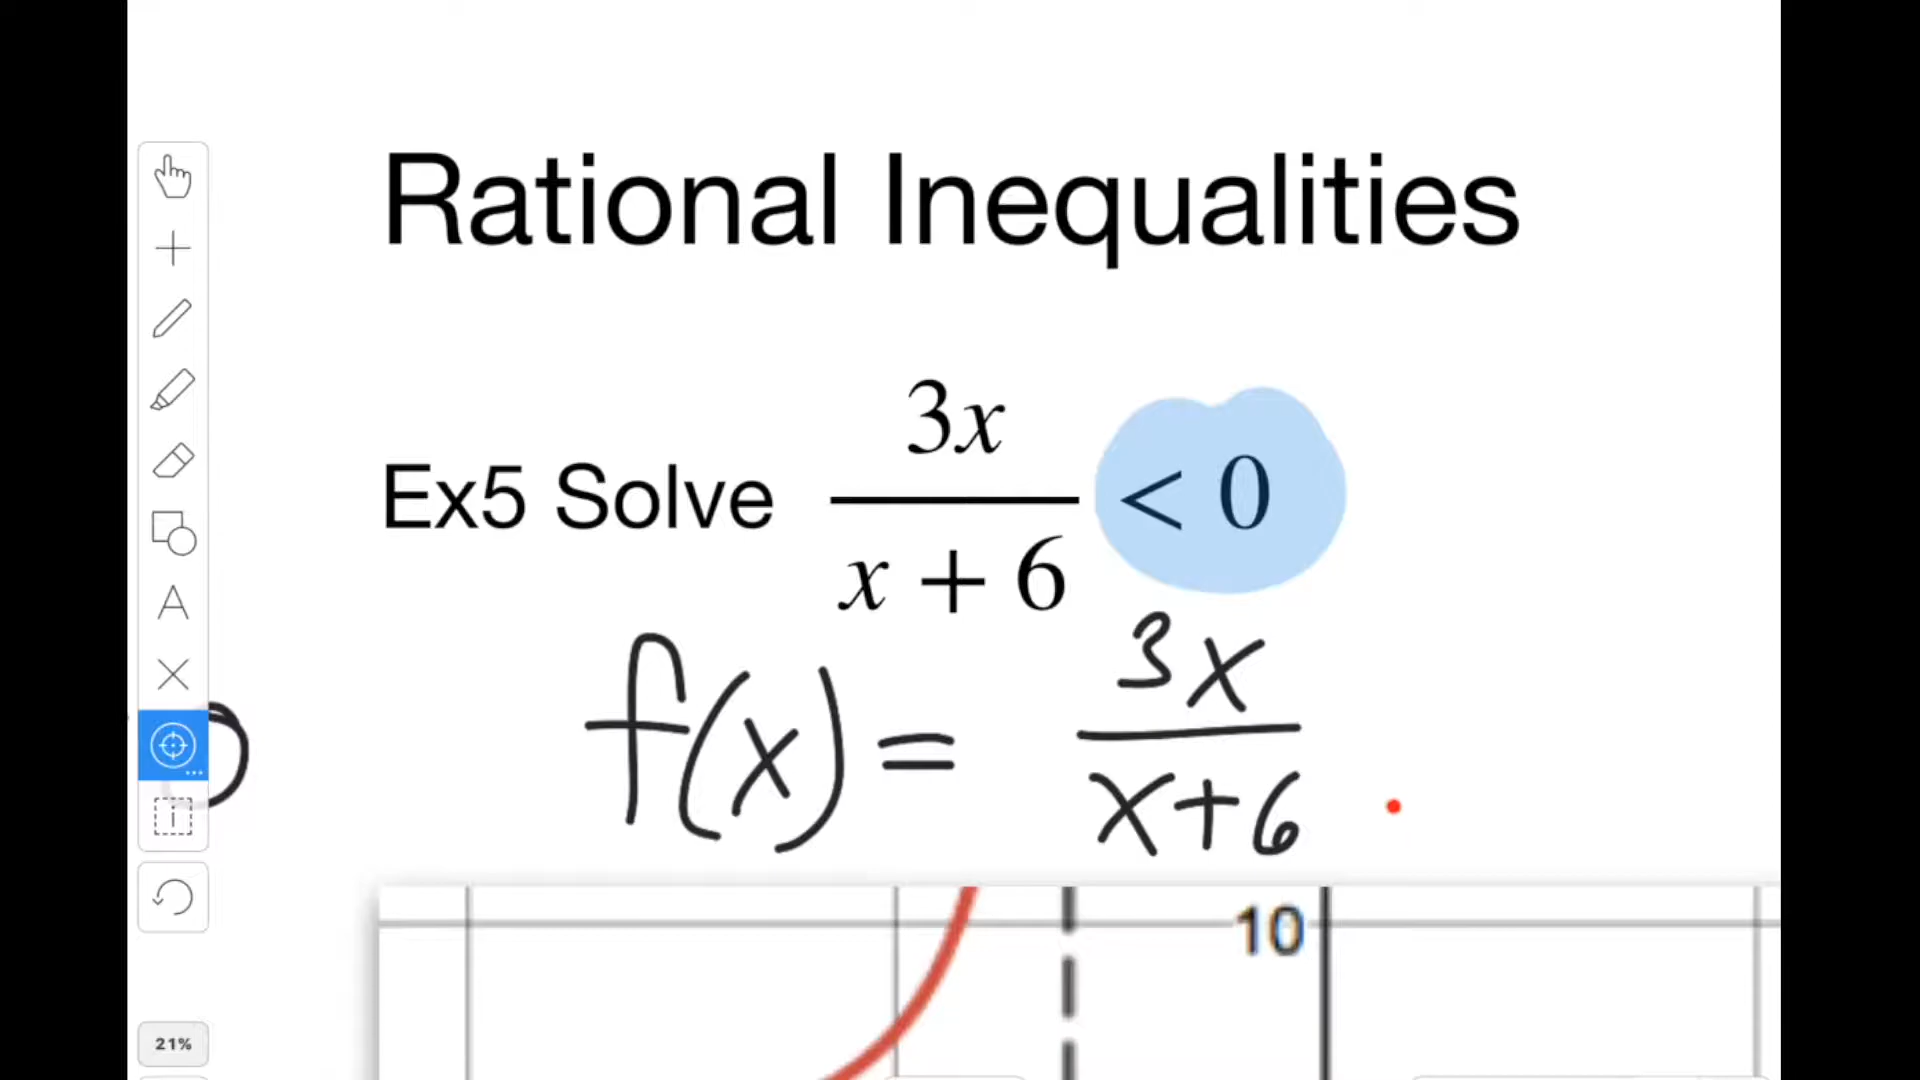 Rational Inequalities
Ex5 Solve 3x / x + 6 < 0
f(x) = 3x / x+6
10
A
21%